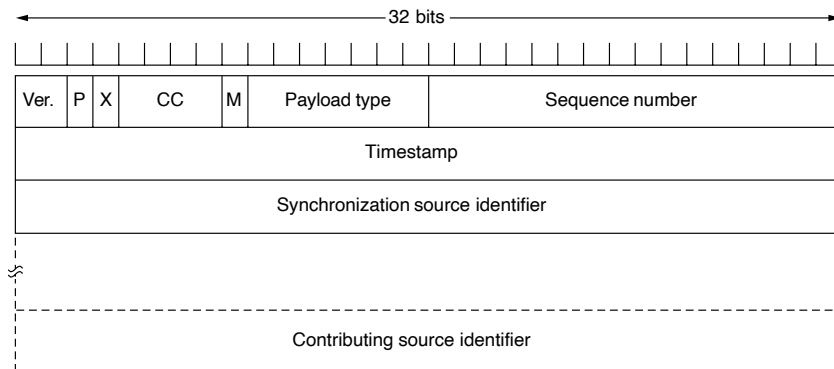 32 bits
Ver. P X CC M Payload type Sequence number
Timestamp
Synchronization source identifier
Contributing source identifier